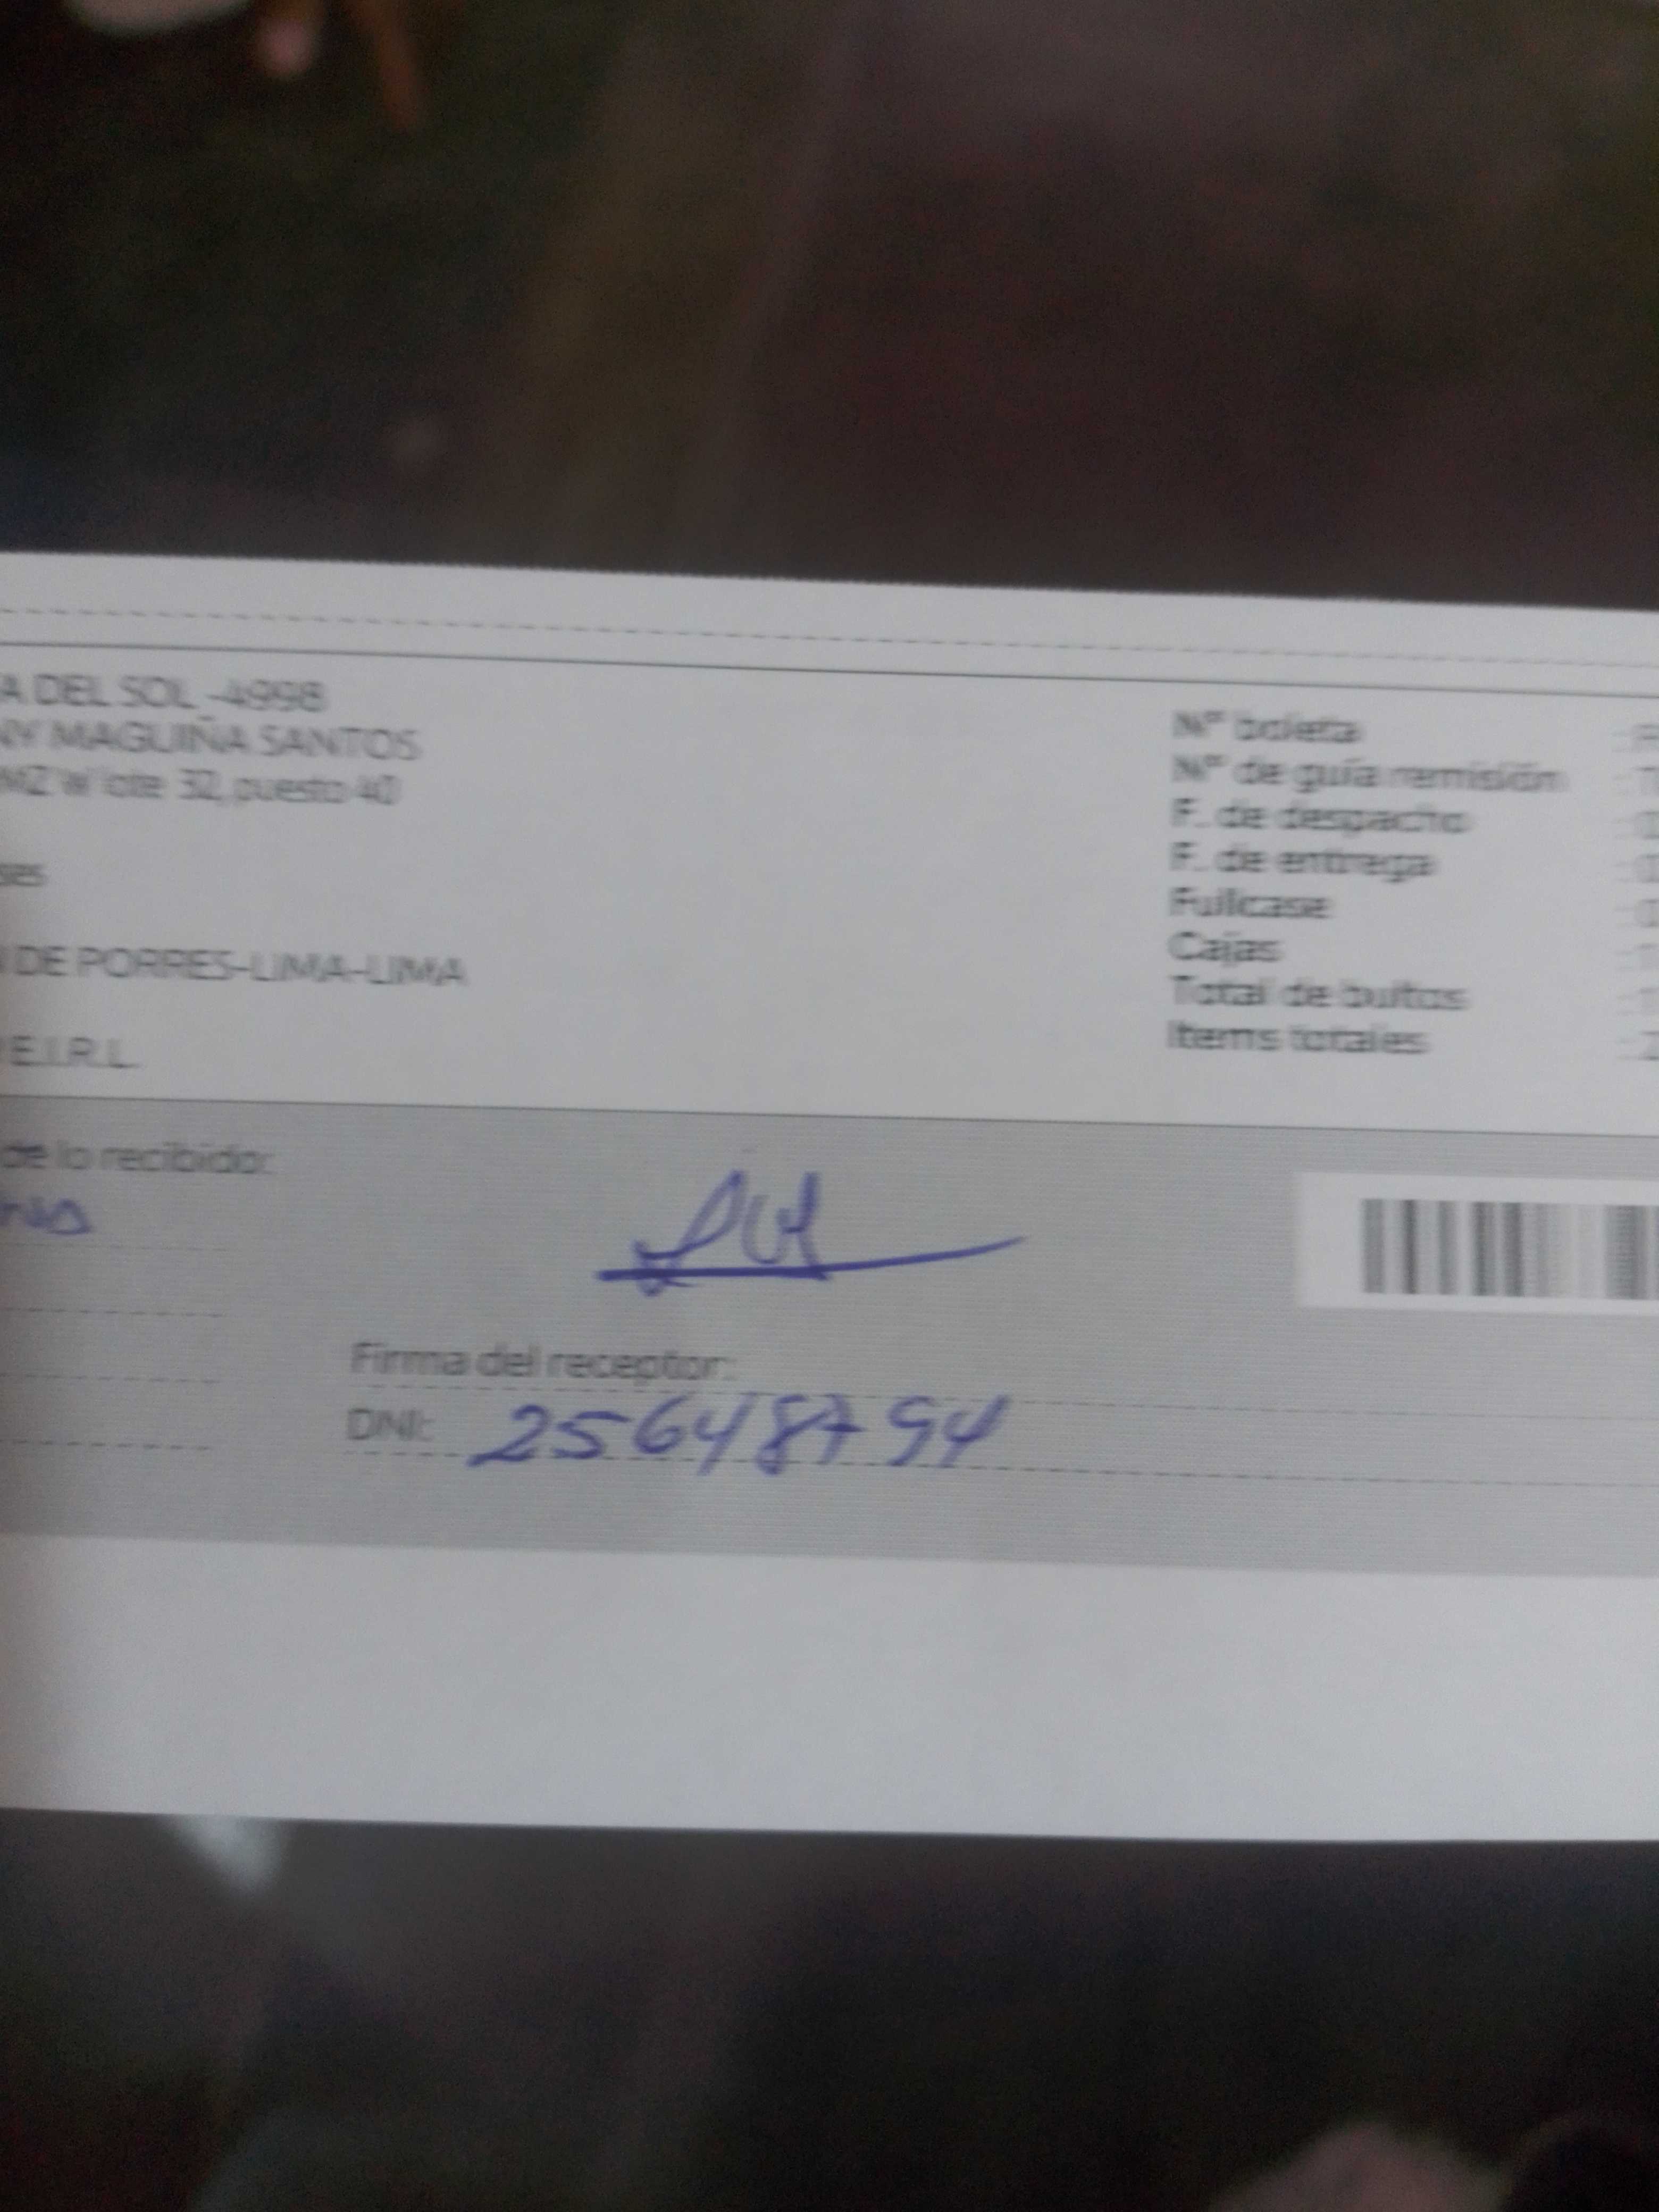 A DEL SOL -4998
NY MAGUIÑA SANTOS
MZ W lote 32, puesto 40
ses
DE PORRES-LIMA-LIMA
E.I.R.L.
N° boleta
N° de guía remisión
F. de despacho
F. de entrega
Fullcase
Cajas
Total de bultos
Items totales
de lo recibido:
Firma del receptor:
DNI: 25648794